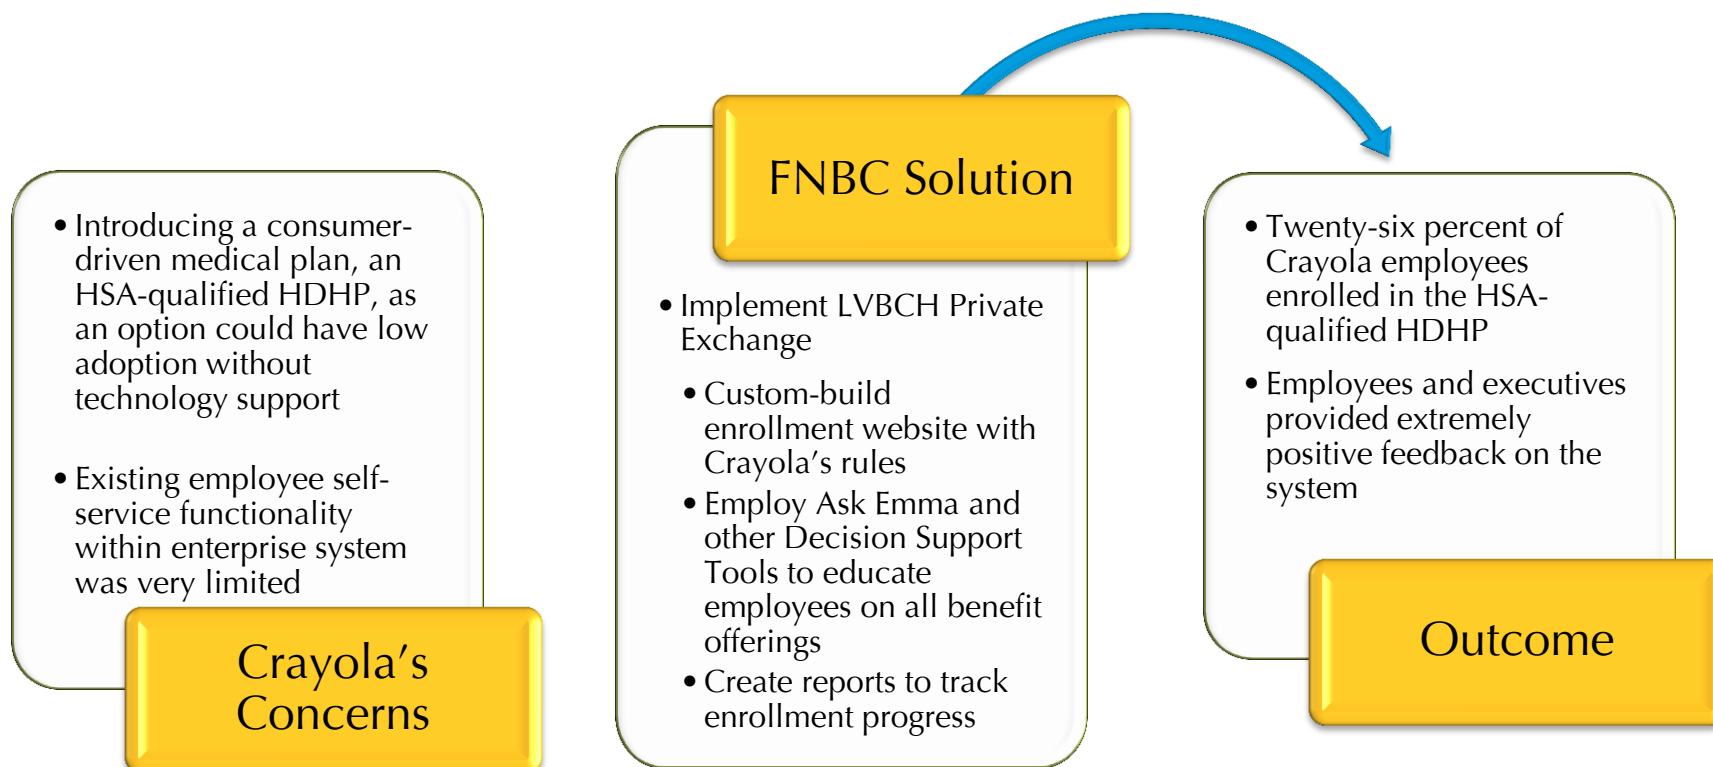 • Introducing a consumer-
driven medical plan, an
HSA-qualified HDHP, as
an option could have low
adoption without
technology support
• Existing employee self-
service functionality
within enterprise system
was very limited
Crayola’s
Concerns
FNBC Solution
• Implement LVBCH Private
Exchange
• Custom-build
enrollment website with
Crayola’s rules
• Employ Ask Emma and
other Decision Support
Tools to educate
employees on all benefit
offerings
• Create reports to track
enrollment progress
• Twenty-six percent of
Crayola employees
enrolled in the HSA-
qualified HDHP
• Employees and executives
provided extremely
positive feedback on the
system
Outcome